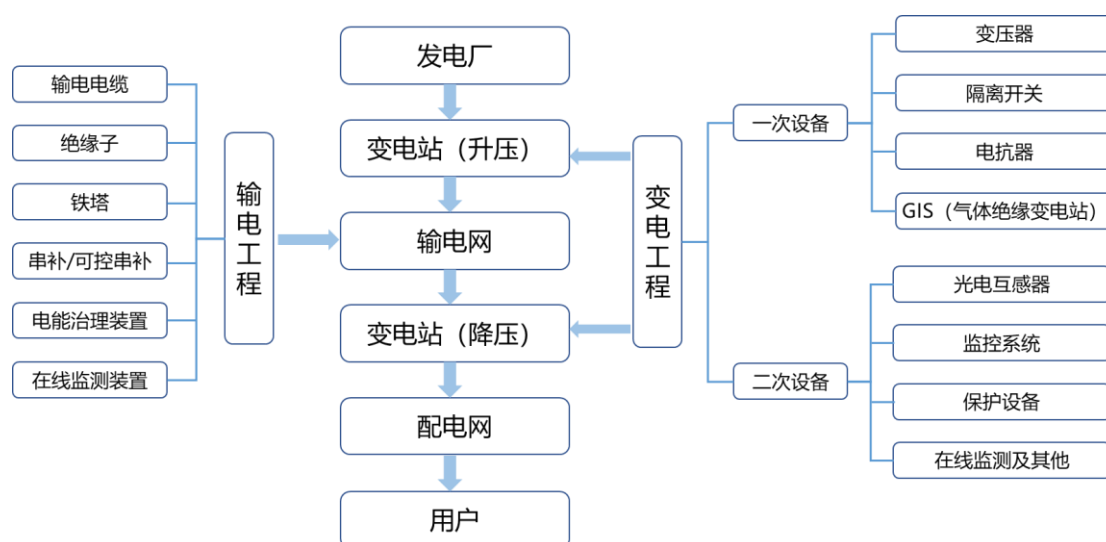 发电厂
变电站（升压）
输电网
变电站（降压）
配电网
用户
输电工程
输电电缆
绝缘子
铁塔
串补/可控串补
电能治理装置
在线监测装置
变电工程
一次设备
变压器
隔离开关
电抗器
GIS（气体绝缘变电站）
二次设备
光电互感器
监控系统
保护设备
在线监测及其他